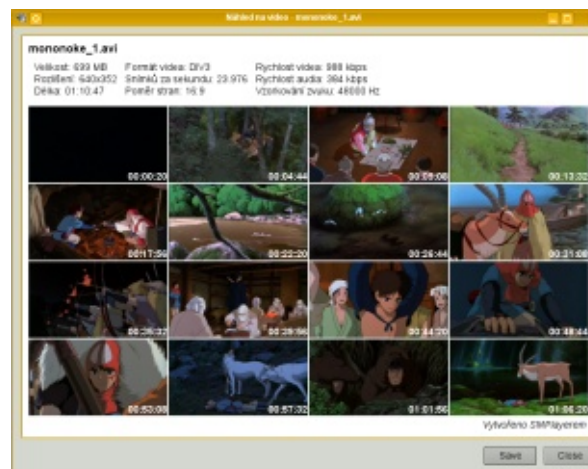 Náhled na video - mononoke_1.avi
mononoke_1.avi
Velikost: 699 MB Formát videa: DIV3 Rychlost videa: 988 kbps
Rozlišení: 640x352 Snímků za sekundu: 23.976 Rychlost audia: 384 kbps
Délka: 01:10:47 Poměr stran: 16:9 Vzorkování zvuku: 48000 Hz
00:00:20 00:04:44 00:09:08 00:13:32
00:17:56 00:22:20 00:26:44 00:31:08
00:35:32 00:39:56 00:44:20 00:48:44
00:53:08 00:57:32 01:01:56 01:06:20
Vytvořeno SMPlayerem
Save Close